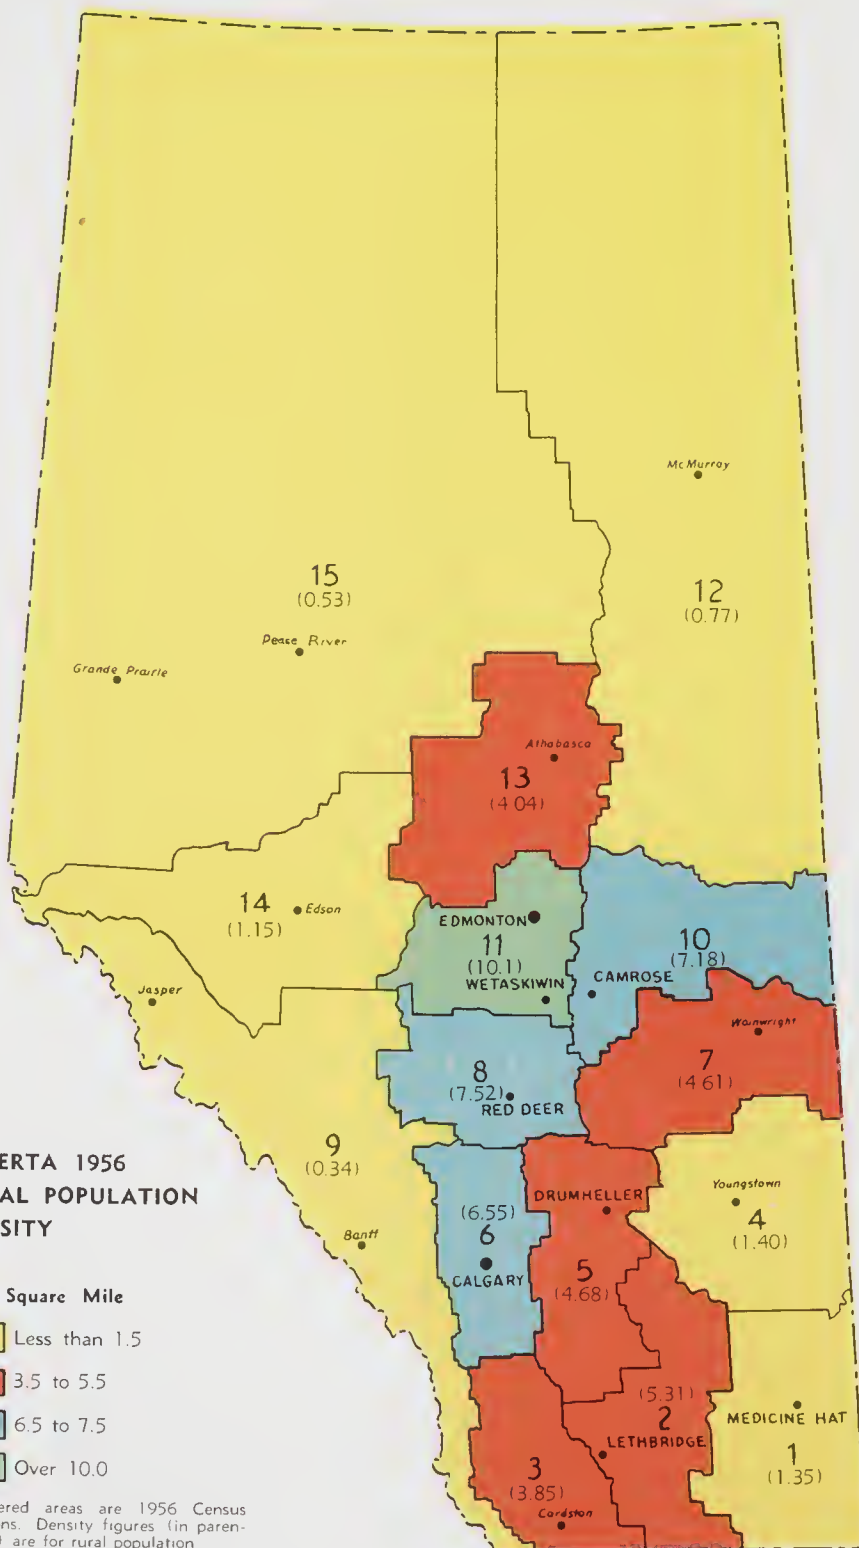 McMurray
15
(0.53)
12
(0.77)
Peace River
Grande Prairie
Athabasca
13
(4.04)
14
(1.15)
Edson
EDMONTON
11
(10.1)
WETASKIWIN
10
(7.18)
CAMROSE
Jasper
Wainwright
7
(4.61)
8
(7.52)
RED DEER
9
(0.34)
ERTA 1956
AL POPULATION
SITY
DRUMHELLER
Youngstown
4
(1.40)
(6.55)
6
CALGARY
Banff
5
(4.68)
Square Mile
Less than 1.5
3.5 to 5.5
6.5 to 7.5
Over 10.0
(5.31)
2
LETHBRIDGE
MEDICINE HAT
1
(1.35)
3
(3.85)
Cardston
ered areas are 1956 Census
ns. Density figures (in paren-
) are for rural population